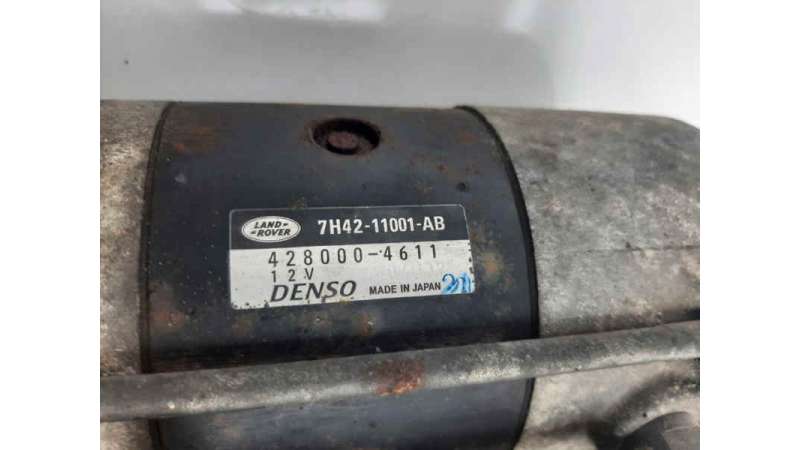 LAND-
-ROVER
7H42-11001-AB
428000-4611
12V
DENSO MADE IN JAPAN